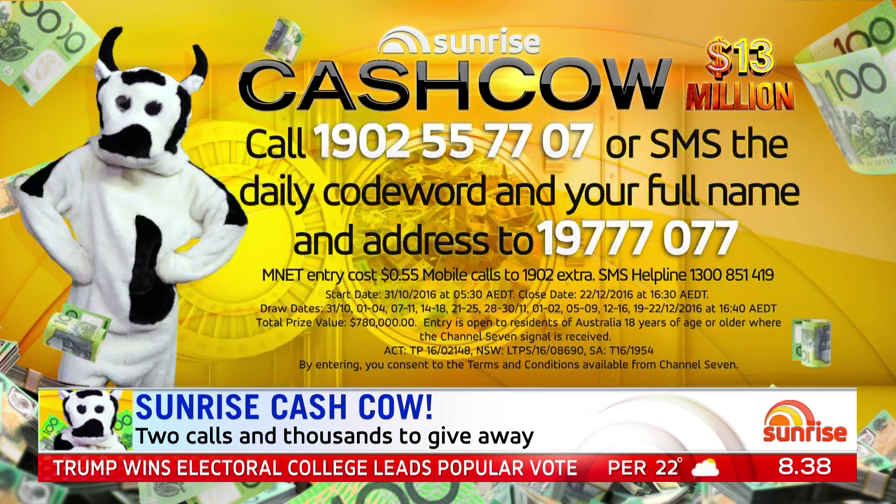 sunrise
CASHCOW
$13
MILLION
Call 1902 55 77 07 or SMS the
daily codeword and your full name
and address to 19777 077
MNET entry cost $0.55 Mobile calls to 1902 extra. SMS Helpline 1300 851 419
Start Date: 31/10/2016 at 05:30 AEDT. Close Date: 22/12/2016 at 16:30 AEDT.
Draw Dates: 31/10, 01-04, 07-11, 14-18, 21-25, 28-30/11, 01-02, 05-09, 12-16, 19-22/12/2016 at 16:40 AEDT
Total Prize Value: $780,000.00. Entry is open to residents of Australia 18 years of age or older where
the Channel Seven signal is received.
ACT: TP 16/02148, NSW: LTPS/16/08690, SA: T16/1954
By entering, you consent to the Terms and Conditions available from Channel Seven.
100
100
SUNRISE CASH COW!
Two calls and thousands to give away
sunrise
TRUMP WINS ELECTORAL COLLEGE LEADS POPULAR VOTE PER 22° 8.38